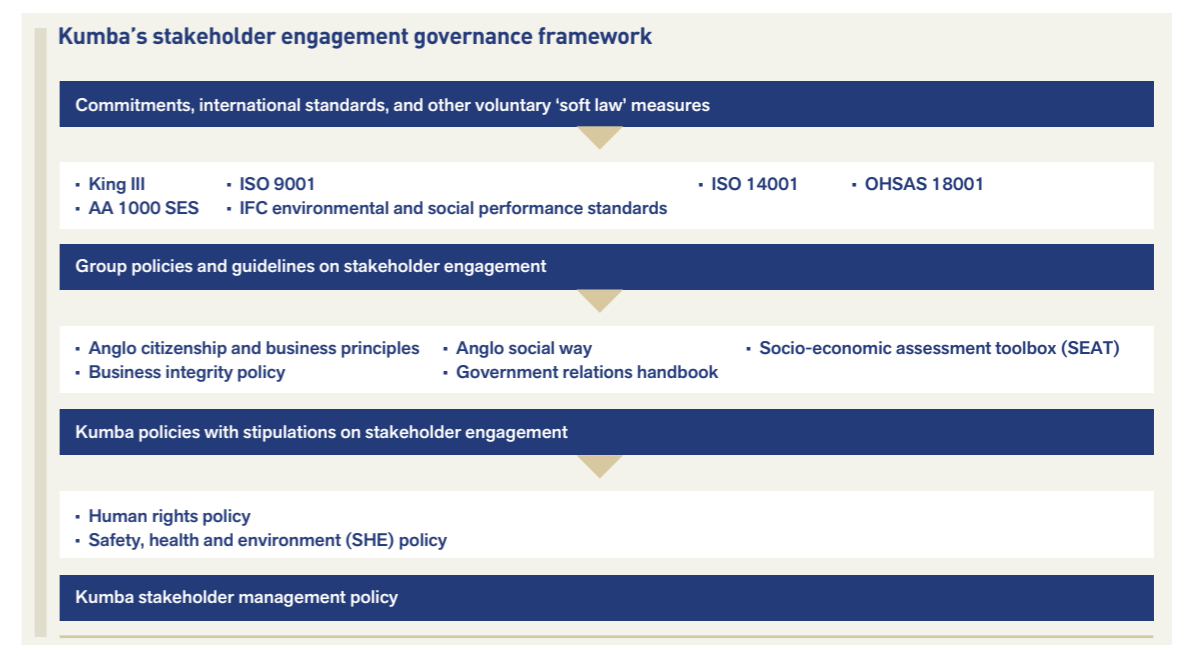 Kumba’s stakeholder engagement governance framework
Commitments, international standards, and other voluntary ‘soft law’ measures
▪ King III ▪ ISO 9001 ▪ ISO 14001 ▪ OHSAS 18001
▪ AA 1000 SES ▪ IFC environmental and social performance standards
Group policies and guidelines on stakeholder engagement
▪ Anglo citizenship and business principles ▪ Anglo social way ▪ Socio-economic assessment toolbox (SEAT)
▪ Business integrity policy ▪ Government relations handbook
Kumba policies with stipulations on stakeholder engagement
▪ Human rights policy
▪ Safety, health and environment (SHE) policy
Kumba stakeholder management policy